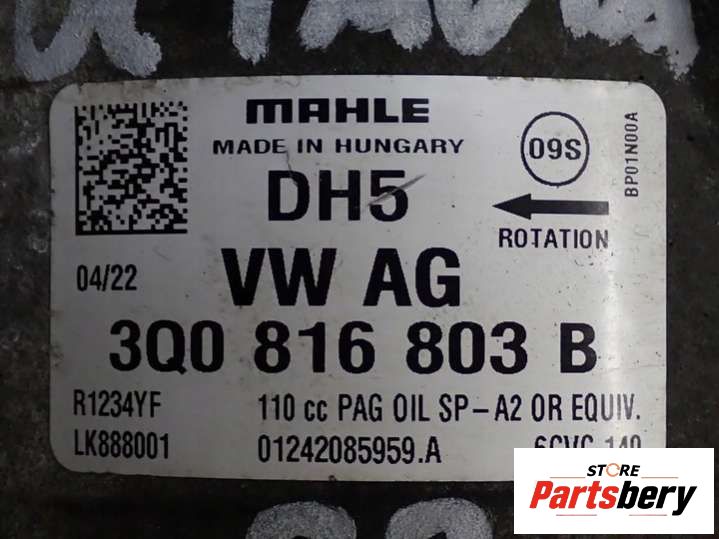 MAHLE
MADE IN HUNGARY
09S
BP01N00A
DH5
ROTATION
04/22
VW AG
3Q0 816 803 B
R1234YF
110 cc PAG OIL SP-A2 OR EQUIV.
LK888001
01242085959.A
STORE
Partsbery